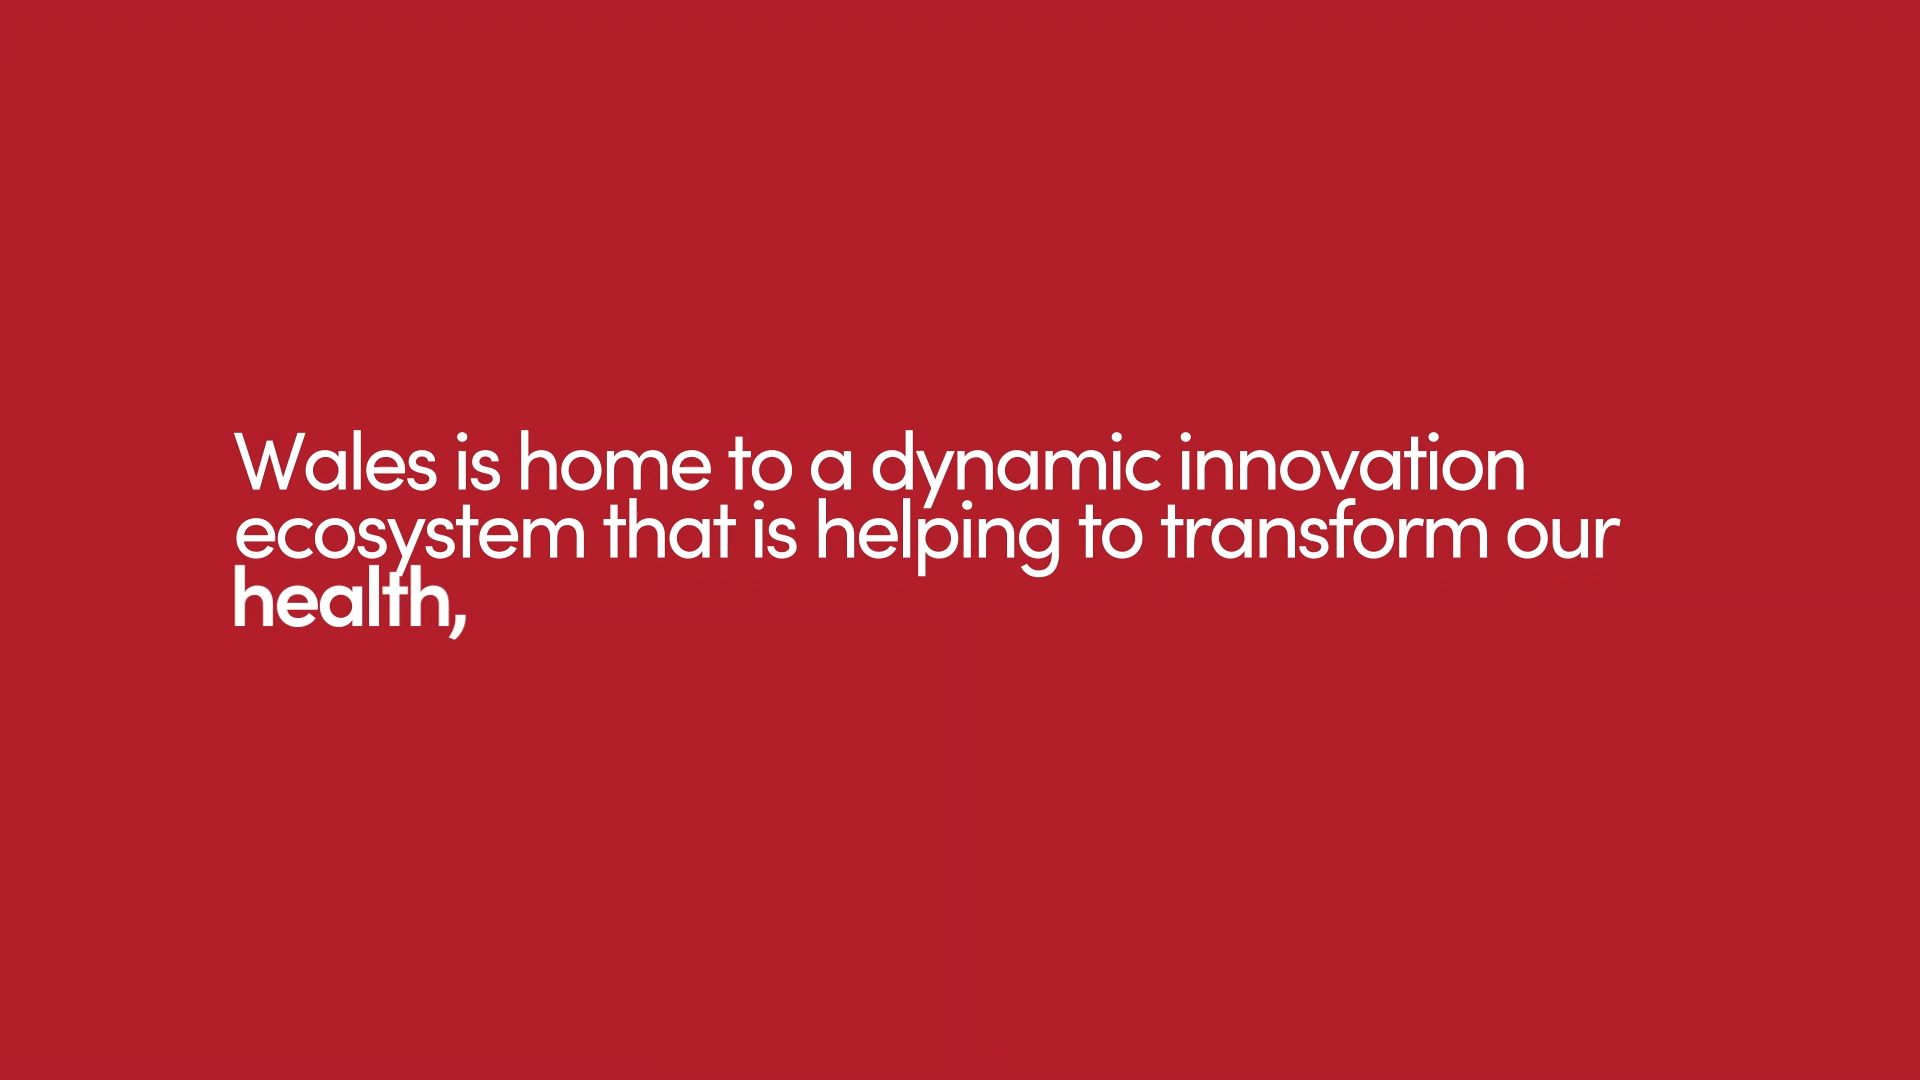 Wales is home to a dynamic innovation
ecosystem that is helping to transform our
health,